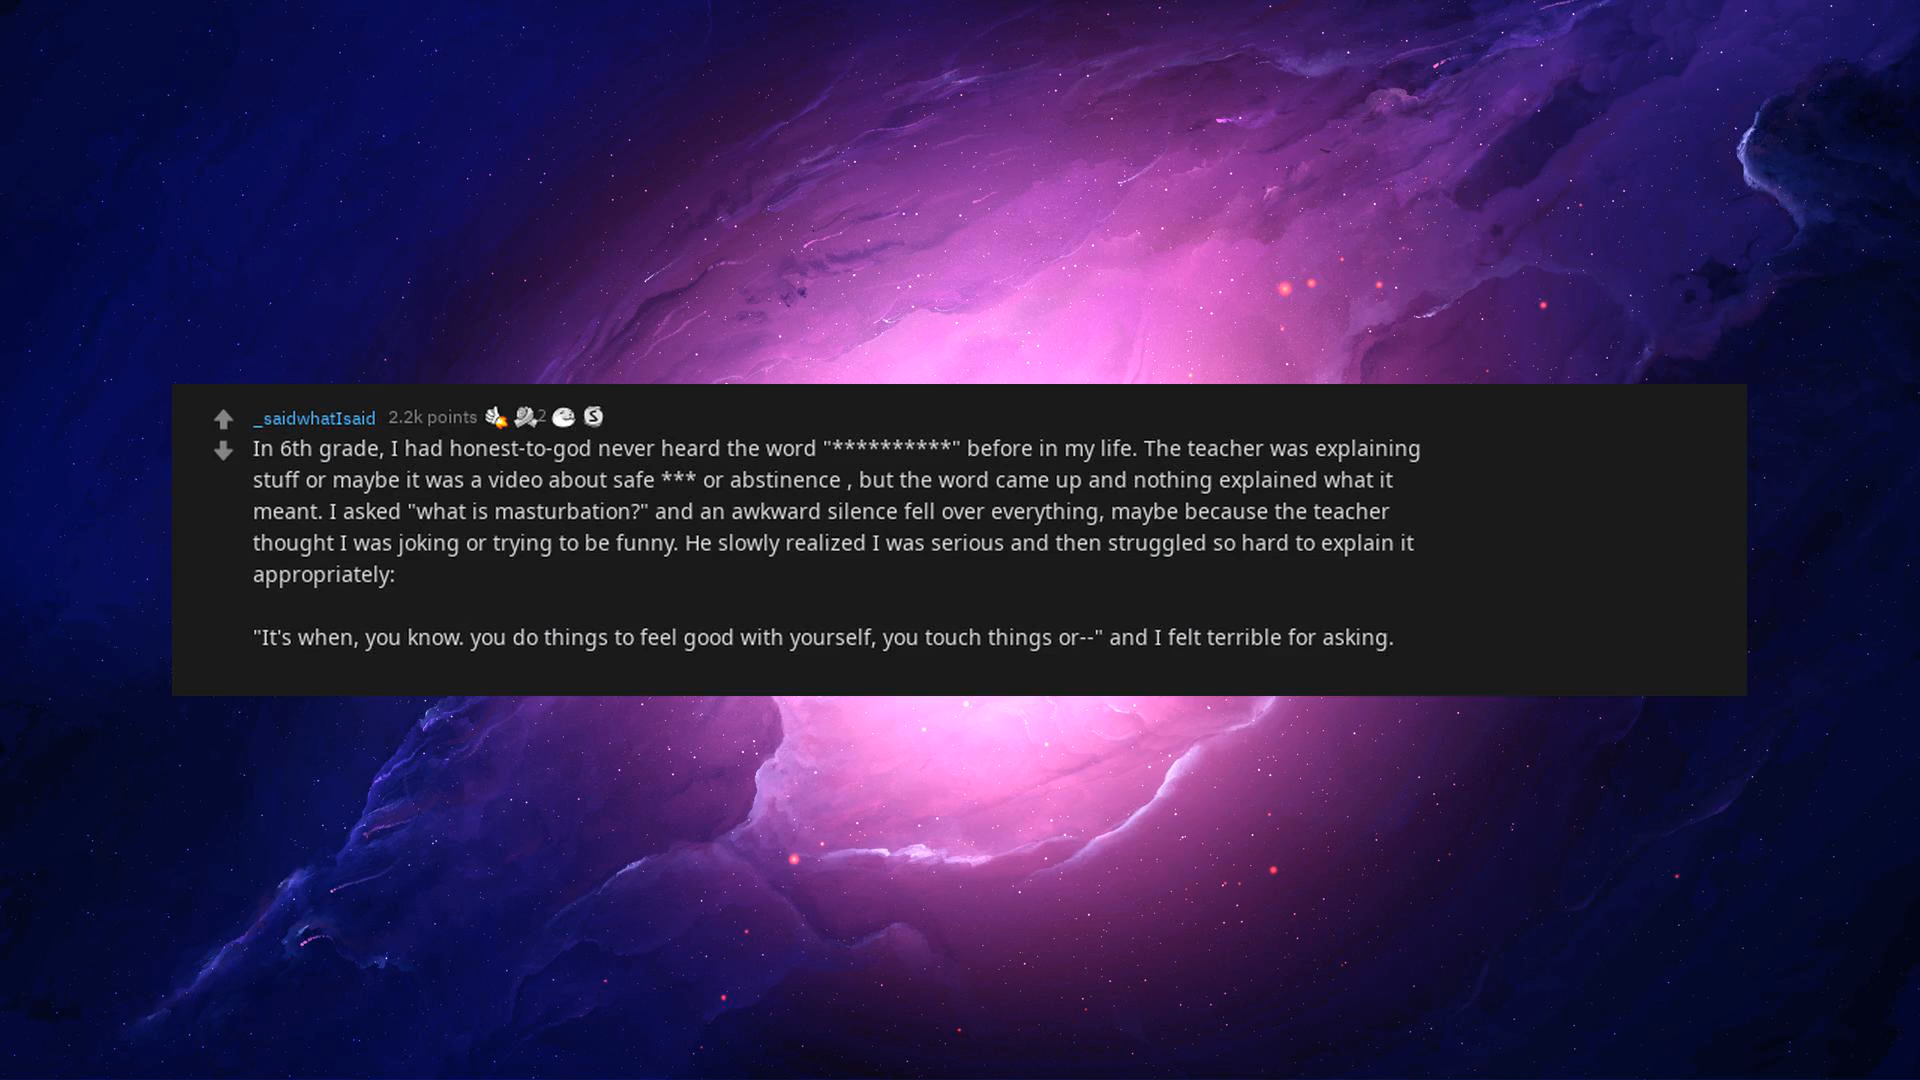 _saidwhatIsaid 2.2k points 2 S
In 6th grade, I had honest-to-god never heard the word "**********" before in my life. The teacher was explaining
stuff or maybe it was a video about safe *** or abstinence , but the word came up and nothing explained what it
meant. I asked "what is masturbation?" and an awkward silence fell over everything, maybe because the teacher
thought I was joking or trying to be funny. He slowly realized I was serious and then struggled so hard to explain it
appropriately:
"It's when, you know. you do things to feel good with yourself, you touch things or--" and I felt terrible for asking.